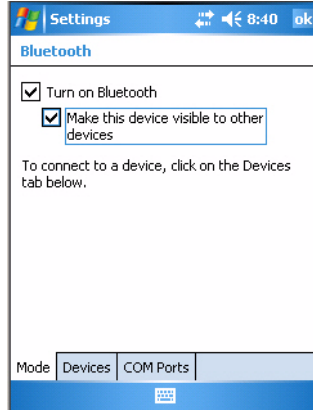 Settings 8:40 ok
Bluetooth
Turn on Bluetooth
Make this device visible to other
devices
To connect to a device, click on the Devices
tab below.
Mode Devices COM Ports